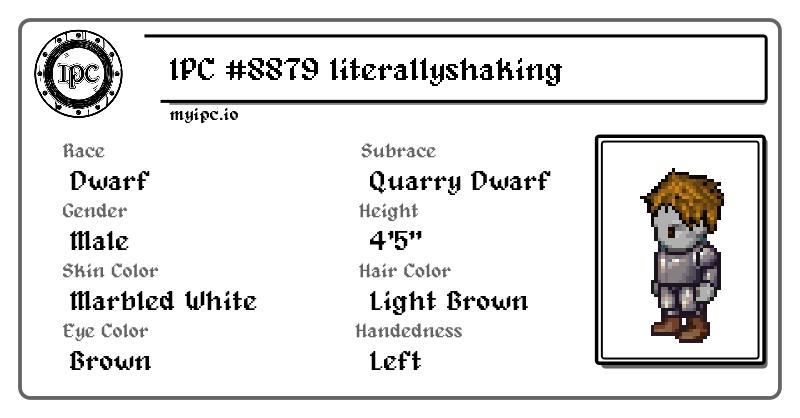 IPC
IPC #8879 literallyshaking
myipc.io
Race
Dwarf
Subrace
Quarry Dwarf
Gender
Male
Height
4'5"
Skin Color
Marbled White
Hair Color
Light Brown
Eye Color
Brown
Handedness
Left